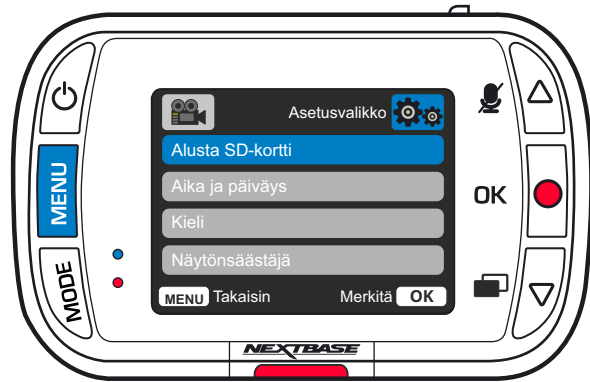 Asetusvalikko
Alusta SD-kortti
Aika ja päiväys
Kieli
Näytönsäästäjä
MENU Takaisin Merkitä OK
MENU
MODE
OK
NEXTBASE